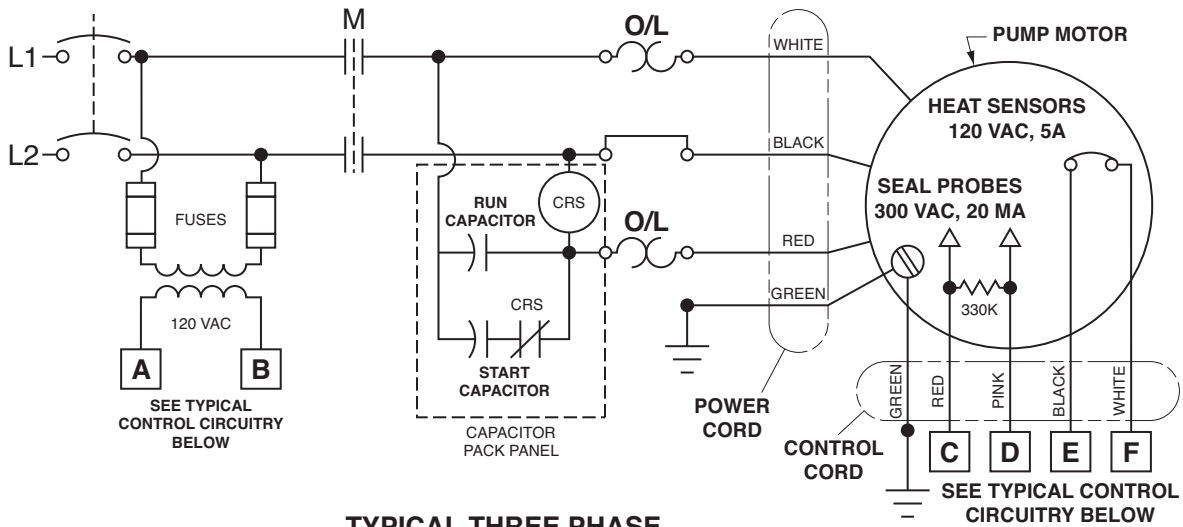 M
O/L
L1
WHITE
PUMP MOTOR
HEAT SENSORS
120 VAC, 5A
L2
BLACK
SEAL PROBES
300 VAC, 20 MA
FUSES
RUN
CAPACITOR
CRS
O/L
RED
GREEN
330K
120 VAC
CRS
START
CAPACITOR
A
B
SEE TYPICAL
CONTROL CIRCUITRY
BELOW
CAPACITOR
PACK PANEL
POWER
CORD
CONTROL
CORD
GREEN
RED
PINK
BLACK
WHITE
C
D
E
F
SEE TYPICAL CONTROL
CIRCUITRY BELOW
TYPICAL THREE PHASE